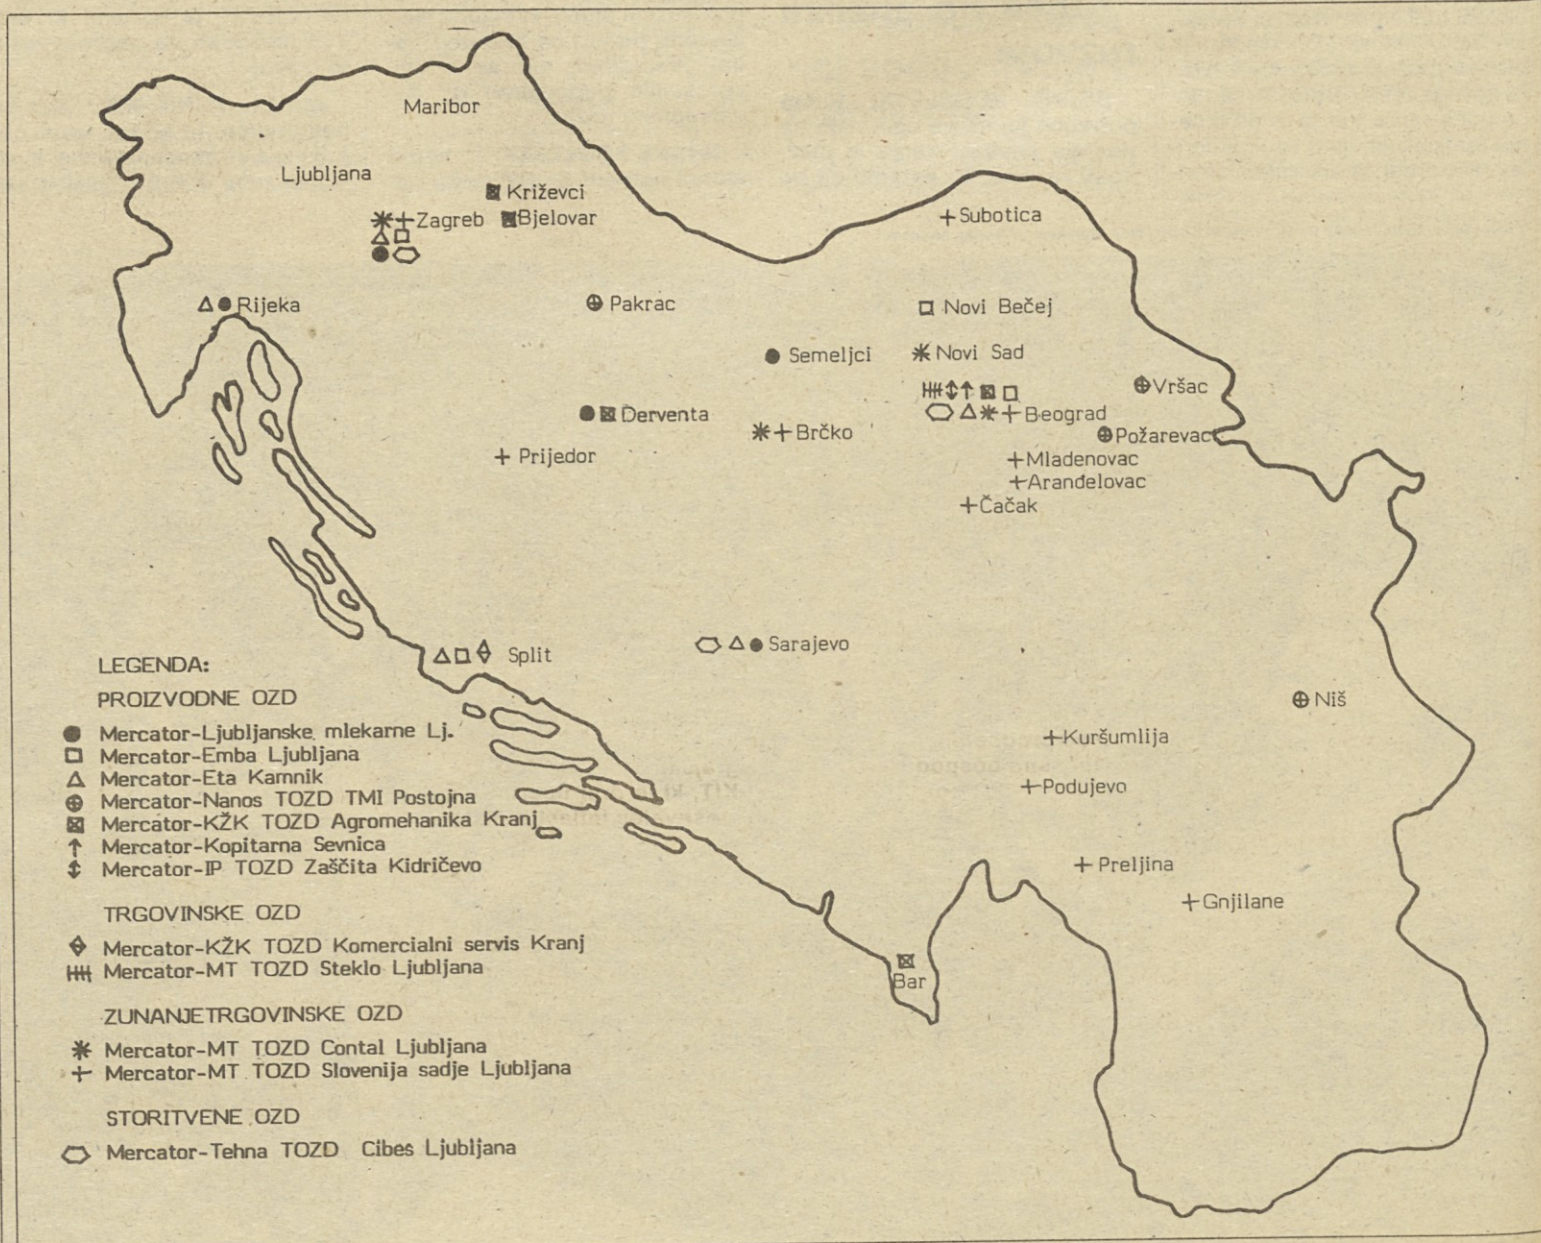 Maribor
Ljubljana
Križevci
Zagreb
Bjelovar
Subotica
Rijeka
Pakrac
Novi Bečej
Semeljci
Novi Sad
Vršac
Derventa
Beograd
Brčko
Požarevac
Prijedor
Mladenovac
Aranđelovac
Čačak
Split
Sarajevo
Niš
Kuršumlija
Podujevo
Preljina
Gnjilane
Bar
LEGENDA:
PROIZVODNE OZD
Mercator-Ljubljanske mlekarne Lj.
Mercator-Emba Ljubljana
Mercator-Eta Kamnik
Mercator-Nanos TOZD TMI Postojna
Mercator-KŽK TOZD Agromehanika Kranj
Mercator-Kopitarna Sevnica
Mercator-IP TOZD Zaščita Kidričevo
TRGOVINSKE OZD
Mercator-KŽK TOZD Komercialni servis Kranj
Mercator-MT TOZD Steklo Ljubljana
ZUNANJETRGOVINSKE OZD
Mercator-MT TOZD Contal Ljubljana
Mercator-MT TOZD Slovenija sadje Ljubljana
STORITVENE OZD
Mercator-Tehna TOZD Cibes Ljubljana